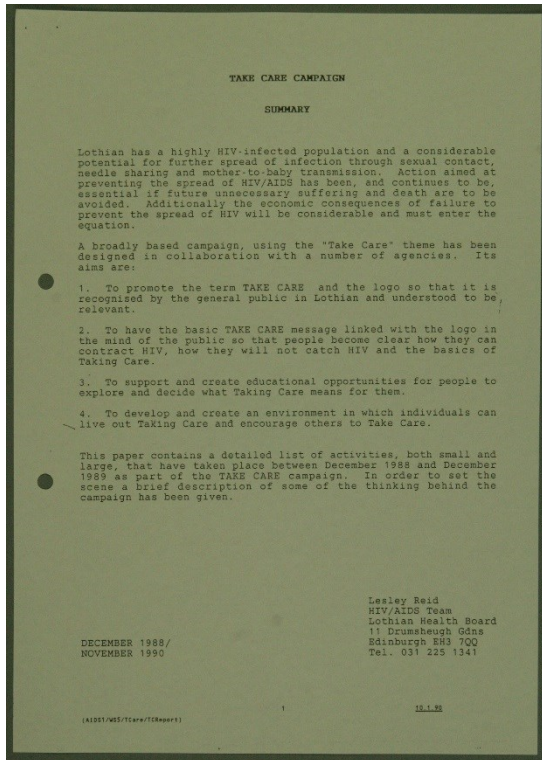 TAKE CARE CAMPAIGN
SUMMARY
Lothian has a highly HIV-infected population and a considerable
potential for further spread of infection through sexual contact,
needle sharing and mother-to-baby transmission.  Action aimed at
preventing the spread of HIV/AIDS has been, and continues to be,
essential if future unnecessary suffering and death are to be
avoided.  Additionally the economic consequences of failure to
prevent the spread of HIV will be considerable and must enter the
equation.
A broadly based campaign, using the "Take Care" theme has been
designed in collaboration with a number of agencies.  Its
aims are:
1.  To promote the term TAKE CARE  and the logo so that it is
recognised by the general public in Lothian and understood to be
relevant.
2.  To have the basic TAKE CARE message linked with the logo in
the mind of the public so that people become clear how they can
contract HIV, how they will not catch HIV and the basics of
Taking Care.
3.  To support and create educational opportunities for people to
explore and decide what Taking Care means for them.
4.  To develop and create an environment in which individuals can
live out Taking Care and encourage others to Take Care.
This paper contains a detailed list of activities, both small and
large, that have taken place between December 1988 and December
1989 as part of the TAKE CARE campaign.  In order to set the
scene a brief description of some of the thinking behind the
campaign has been given.
Lesley Reid
HIV/AIDS Team
Lothian Health Board
11 Drumsheugh Gdns
Edinburgh EH3 7QQ
Tel. 031 225 1341
DECEMBER 1988/
NOVEMBER 1990
1
10.1.90
(AIDS1/WS5/TCare/TCReport)